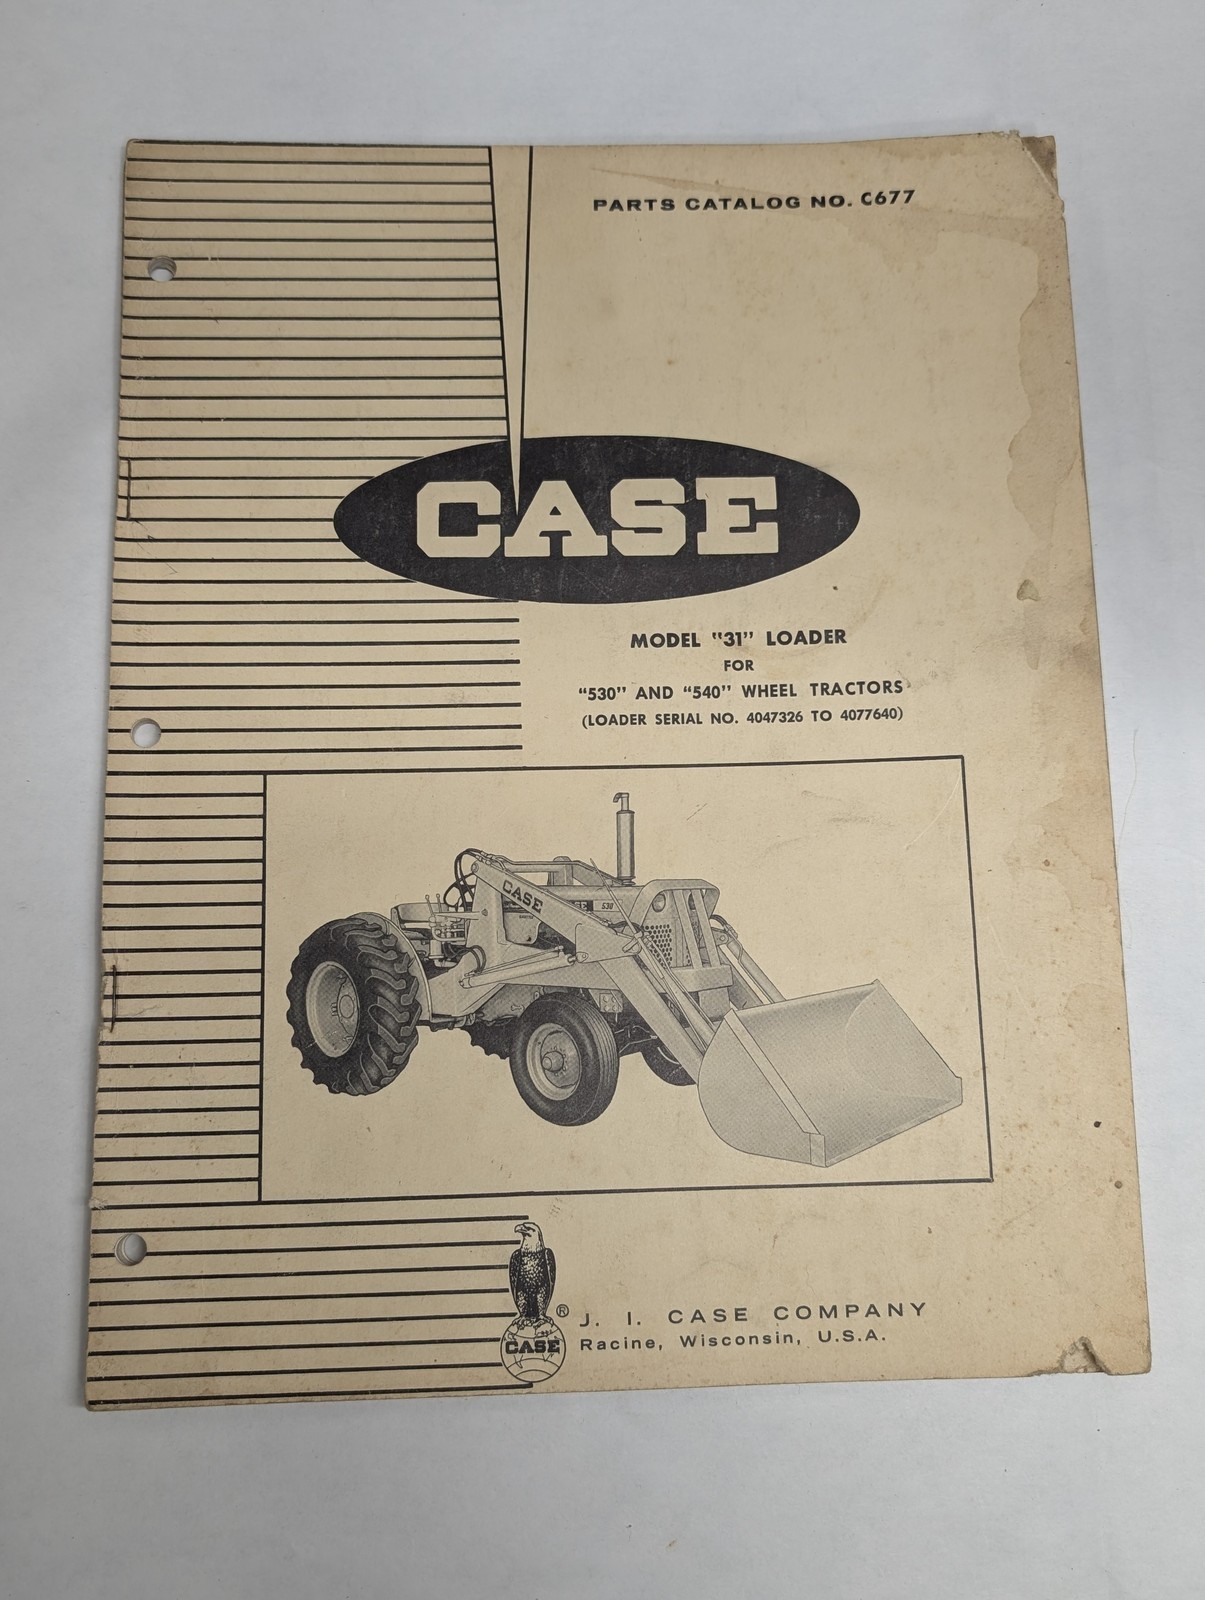 PARTS CATALOG NO. C677
CASE
MODEL "31" LOADER
FOR
"530" AND "540" WHEEL TRACTORS
(LOADER SERIAL NO. 4047326 TO 4077640)
CASE
530
® J. I. CASE COMPANY
CASE
Racine, Wisconsin, U.S.A.